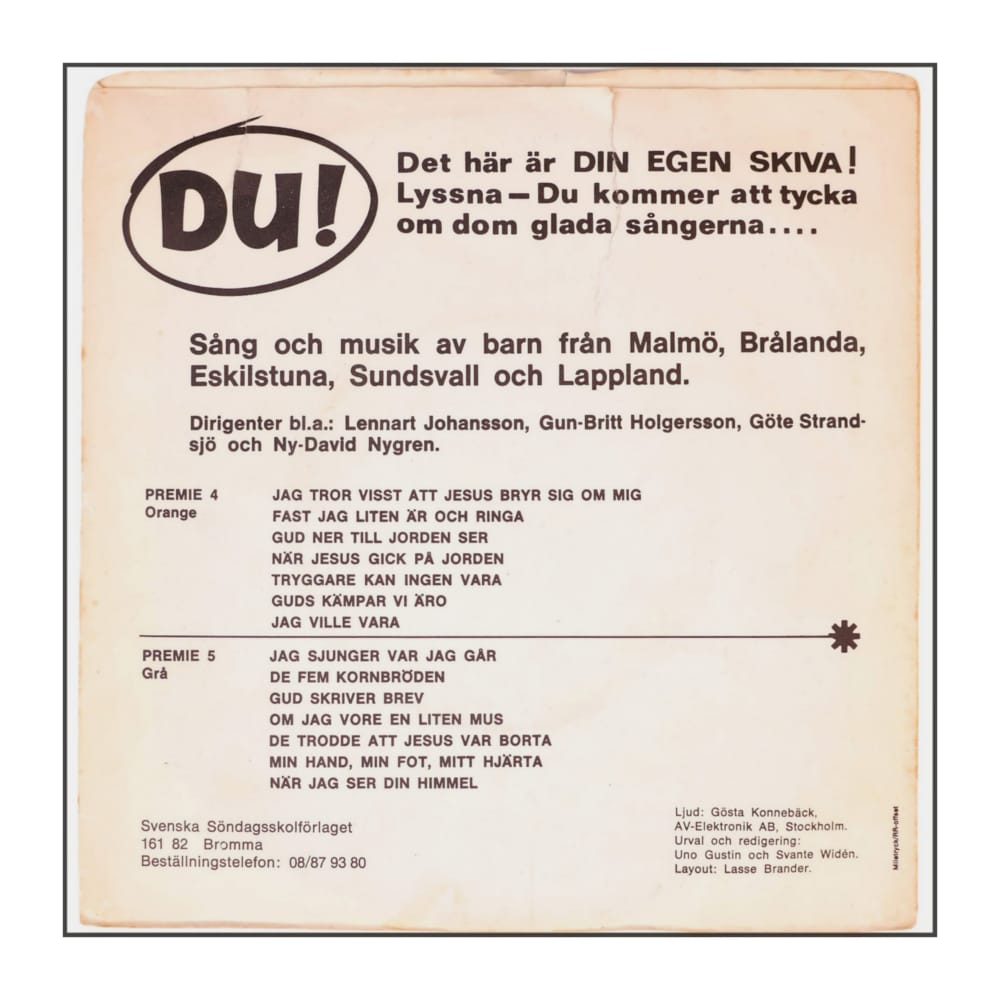 DU!
Det här är DIN EGEN SKIVA!
Lyssna — Du kommer att tycka
om dom glada sångerna....
Sång och musik av barn från Malmö, Brålanda,
Eskilstuna, Sundsvall och Lappland.
Dirigenter bl.a.: Lennart Johansson, Gun-Britt Holgersson, Göte Strand-
sjö och Ny-David Nygren.
PREMIE 4
Orange
JAG TROR VISST ATT JESUS BRYR SIG OM MIG
FAST JAG LITEN ÄR OCH RINGA
GUD NER TILL JORDEN SER
NÄR JESUS GICK PÅ JORDEN
TRYGGARE KAN INGEN VARA
GUDS KÄMPAR VI ÄRO
JAG VILLE VARA
PREMIE 5
Grå
JAG SJUNGER VAR JAG GÅR
DE FEM KORNBRÖDEN
GUD SKRIVER BREV
OM JAG VORE EN LITEN MUS
DE TRODDE ATT JESUS VAR BORTA
MIN HAND, MIN FOT, MITT HJÄRTA
NÄR JAG SER DIN HIMMEL
Svenska Söndagsskolförlaget
161 82 Bromma
Beställningstelefon: 08/87 93 80
Ljud: Gösta Konnebäck,
AV-Elektronik AB, Stockholm.
Urval och redigering:
Uno Gustin och Svante Widén.
Layout: Lasse Brander.